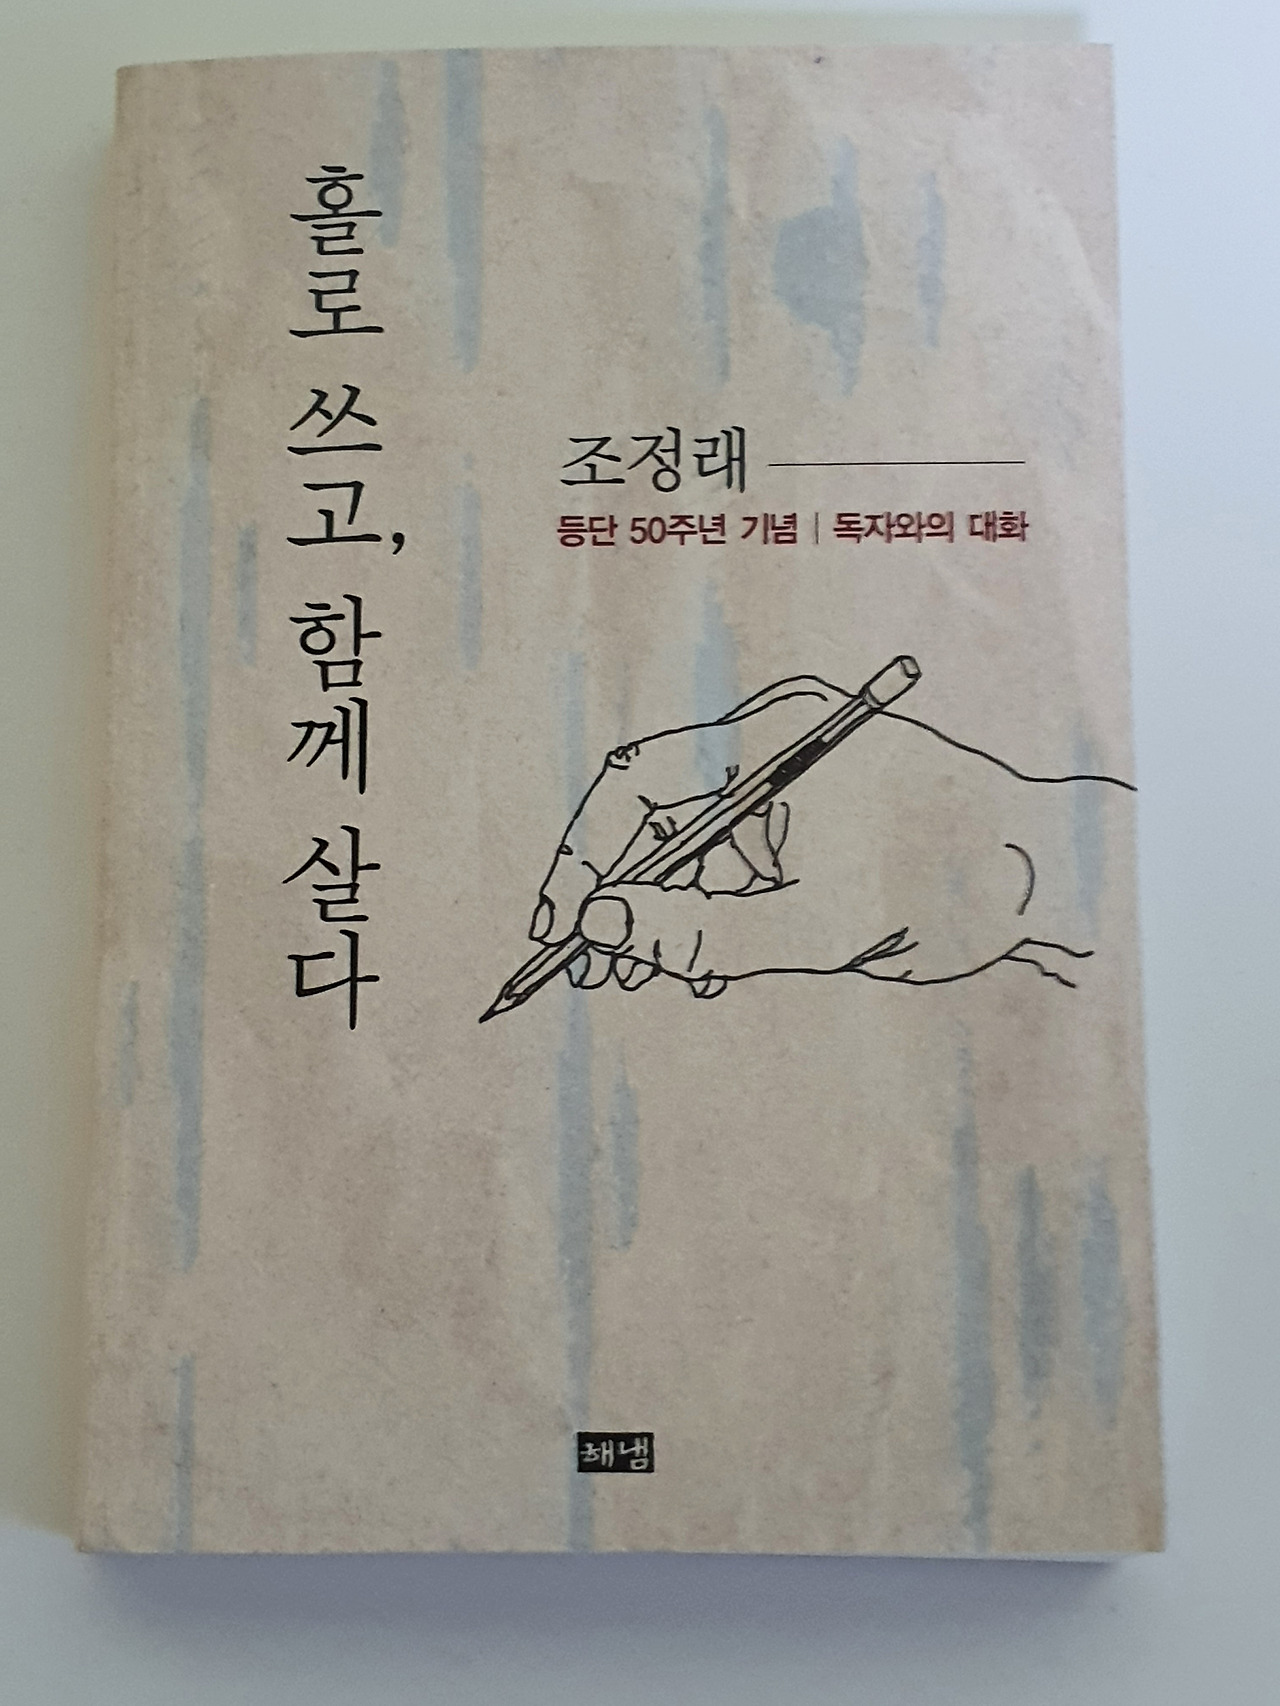 홀로 쓰고, 함께 살다
조정래
등단 50주년 기념 | 독자와의 대화
해냄